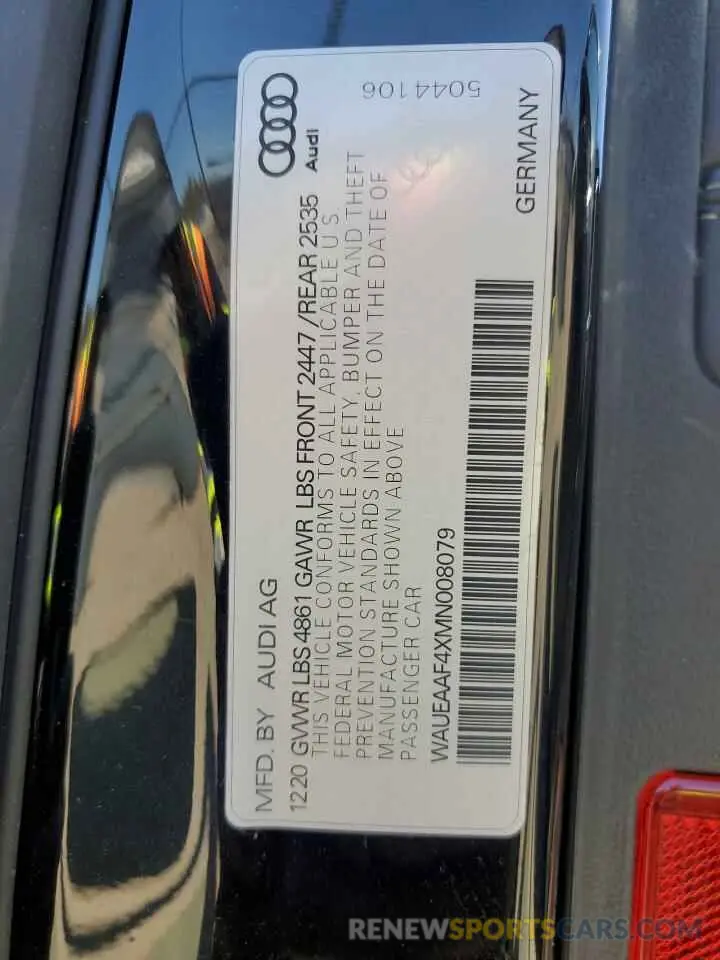 Audi
5044106
MFD. BY AUDI AG
1220 GVWR LBS 4861 GAWR LBS FRONT 2447 /REAR 2535
THIS VEHICLE CONFORMS TO ALL APPLICABLE U S
FEDERAL MOTOR VEHICLE SAFETY, BUMPER AND THEFT
PREVENTION STANDARDS IN EFFECT ON THE DATE OF
MANUFACTURE SHOWN ABOVE
PASSENGER CAR
WAUEAAF4XMN008079
GERMANY
RENEWSPORTSCARS.COM